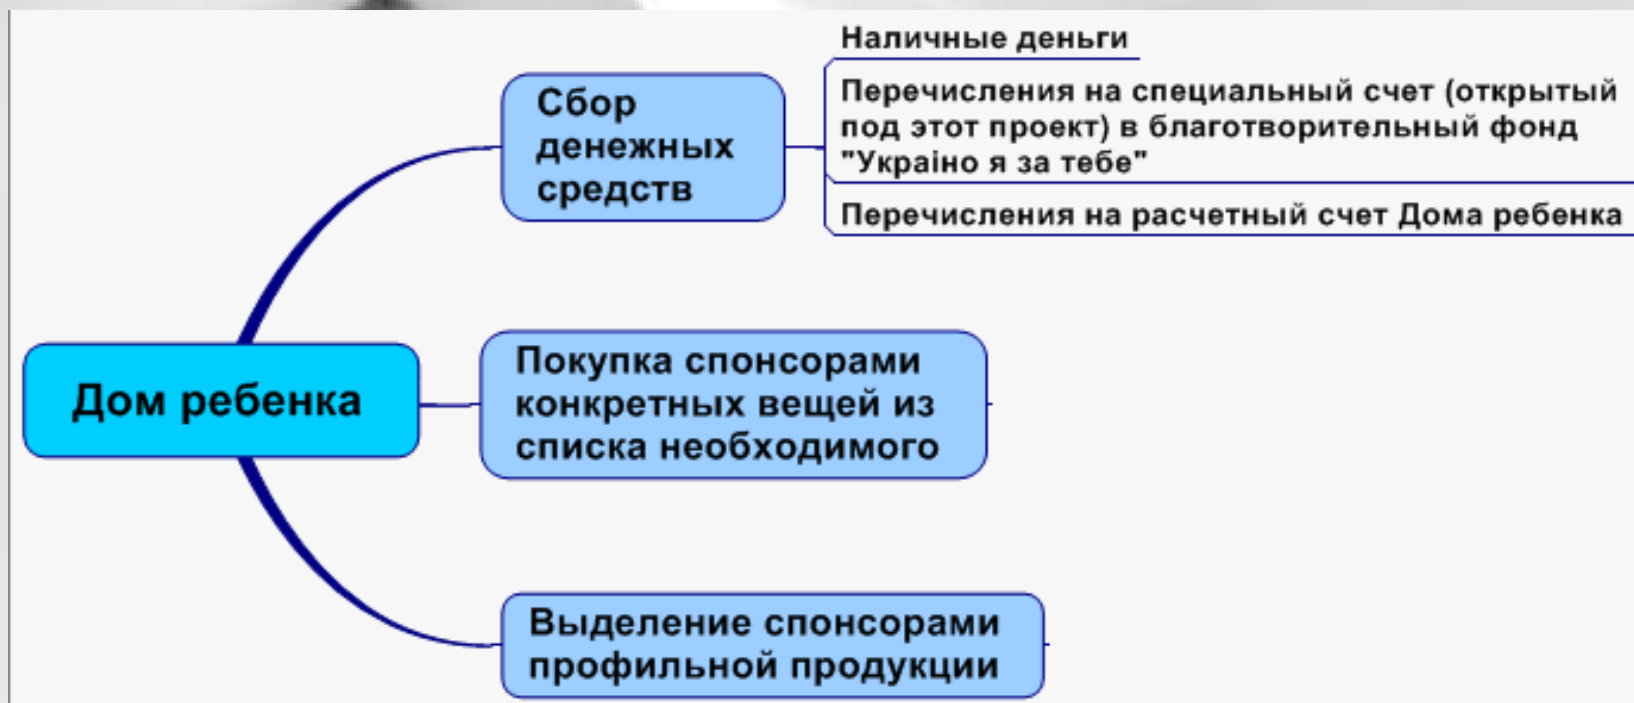 Дом ребенка
Сбор
денежных
средств
Наличные деньги
Перечисления на специальный счет (открытый
под этот проект) в благотворительный фонд
"Україно я за тебе"
Перечисления на расчетный счет Дома ребенка
Покупка спонсорами
конкретных вещей из
списка необходимого
Выделение спонсорами
профильной продукции